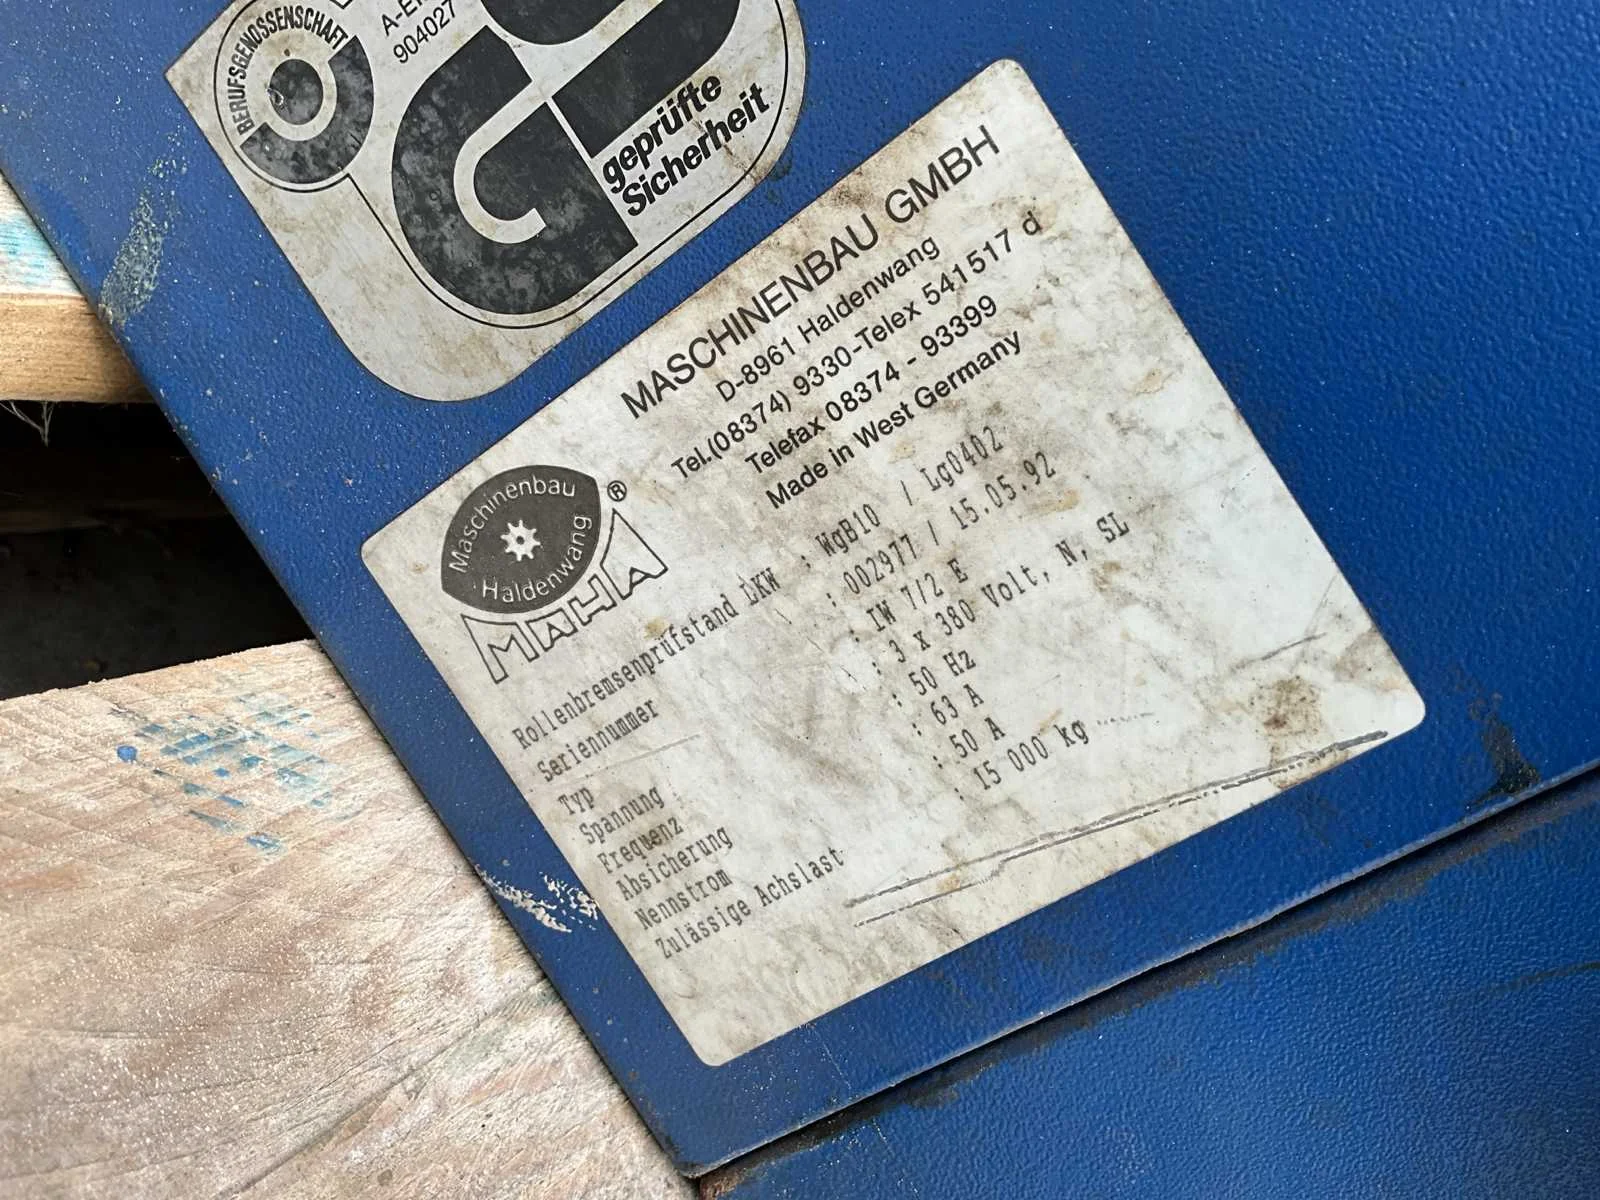 BERUFSGENOSSENSCHAFT
904027
geprüfte
Sicherheit
MASCHINENBAU GMBH
D-8961 Haldenwang
Tel.(08374) 9330-Telex 541517 d
Telefax 08374 - 93399
Made in West Germany
Maschinenbau
Haldenwang
MAHA ®
Rollenbremsenprüfstand LKW : WgB10 / Lg0402
Seriennummer : 002977 / 15.05.92
Typ : IW 7/2 E
Spannung : 3 x 380 Volt, N, SL
Frequenz : 50 Hz
Absicherung : 63 A
Nennstrom : 50 A
Zulässige Achslast : 15 000 kg